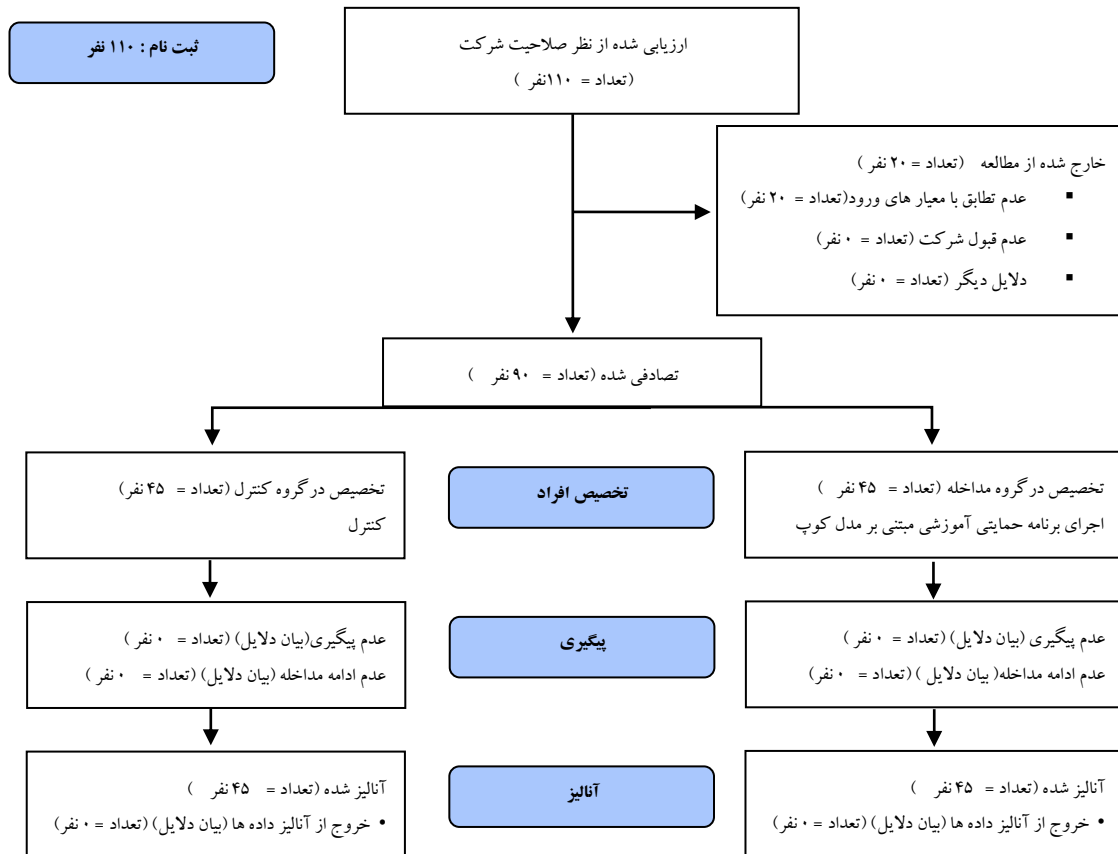 ثبت نام : ۱۱۰ نفر
ارزیابی شده از نظر صلاحیت شرکت
(تعداد = ۱۱۰نفر )
خارج شده از مطالعه (تعداد = ۲۰ نفر )
▪ عدم تطابق با معیار های ورود(تعداد = ۲۰ نفر)
▪ عدم قبول شرکت (تعداد = ۰ نفر)
▪ دلایل دیگر (تعداد = ۰ نفر)
تصادفی شده (تعداد = ۹۰ نفر )
تخصیص در گروه مداخله (تعداد = ۴۵ نفر )
اجرای برنامه حمایتی آموزشی مبتنی بر مدل کوپ
تخصیص افراد
تخصیص در گروه کنترل (تعداد = ۴۵ نفر)
کنترل
عدم پیگیری (بیان دلایل) (تعداد = ۰ نفر )
عدم ادامه مداخله( بیان دلایل ) (تعداد = ۰ نفر)
پیگیری
عدم پیگیری(بیان دلایل) (تعداد = ۰ نفر )
عدم ادامه مداخله (بیان دلایل) (تعداد = ۰ نفر )
آنالیز شده (تعداد = ۴۵ نفر )
• خروج از آنالیز داده ها (بیان دلایل) (تعداد = ۰ نفر)
آنالیز
آنالیز شده (تعداد = ۴۵ نفر )
• خروج از آنالیز داده ها (بیان دلایل) (تعداد = ۰ نفر)